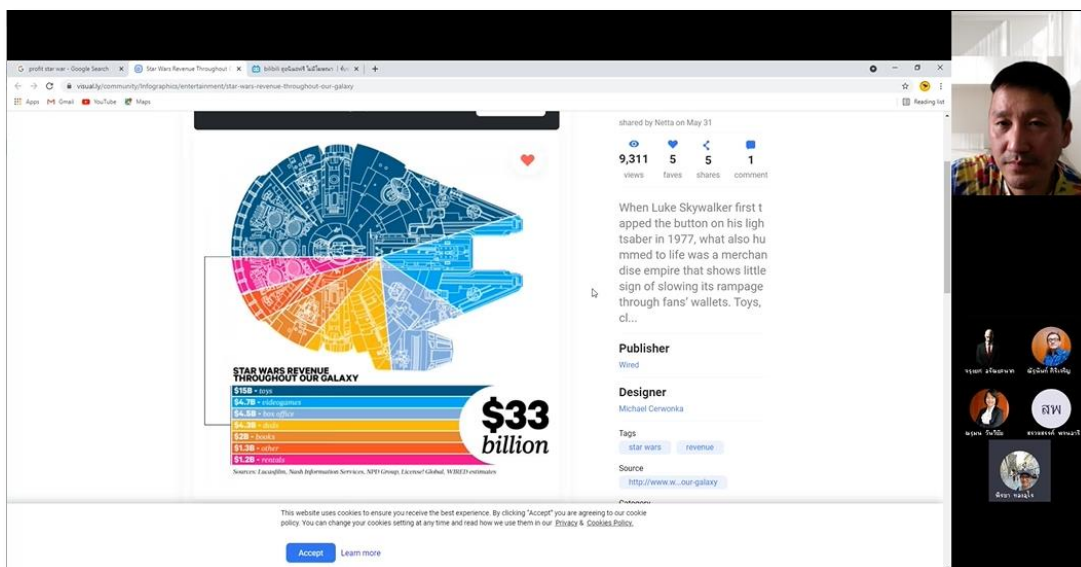 profit star war - Google Search
Star Wars Revenue Throughout
visual.ly/community/Infographics/entertainment/star-wars-revenue-throughout-our-galaxy
Apps Gmail YouTube Maps
Reading list
shared by Netta on May 31
9,311 5 5 1
views faves shares comment
When Luke Skywalker first t
apped the button on his ligh
tsaber in 1977, what also hu
mmed to life was a merchan
dise empire that shows little
sign of slowing its rampage
through fans' wallets. Toys,
cl...
Publisher
Wired
Designer
Michael Cerwonka
Tags
star wars revenue
Source
http://www.w...our-galaxy
Category
STAR WARS REVENUE
THROUGHOUT OUR GALAXY
$15B - toys
$4.7B - videogames
$4.5B - box office
$4.3B - dvds
$2B - books
$1.3B - other
$1.2B - rentals
$33
billion
Sources: Lucasfilm, Nash Information Services, NPD Group, License! Global, WIRED estimates
This website uses cookies to ensure you receive the best experience. By clicking "Accept" you are agreeing to our cookie
policy. You can change your cookies setting at any time and read how we use them in our Privacy & Cookies Policy.
Accept Learn more
สพ